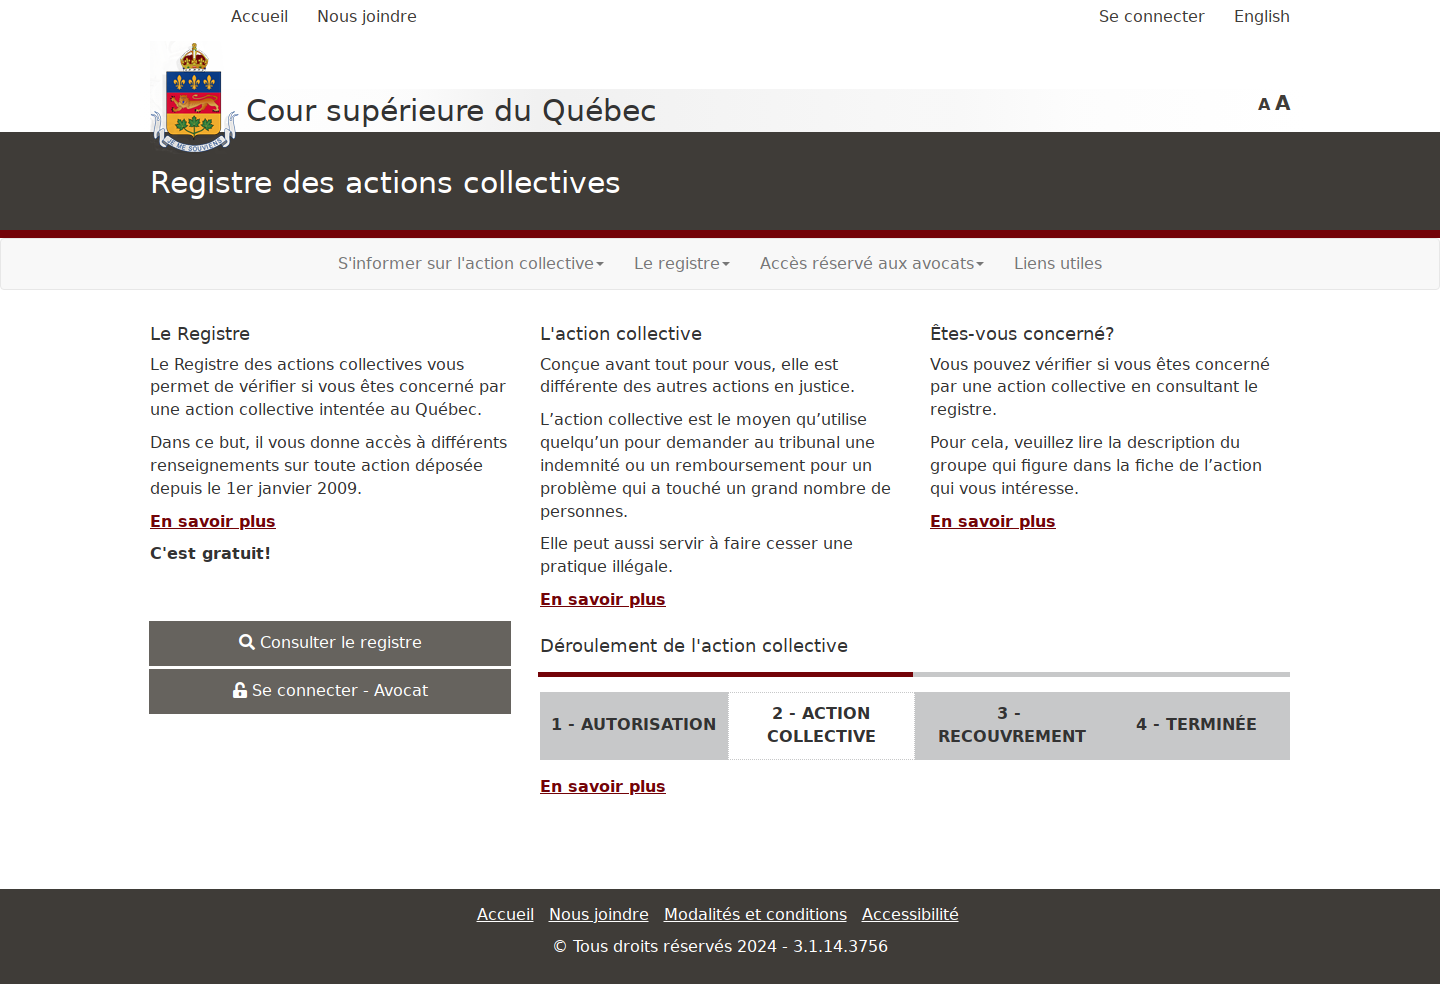 Accueil Nous joindre Se connecter English
Cour supérieure du Québec
A A
JE ME SOUVIENS
Registre des actions collectives
S'informer sur l'action collective Le registre Accès réservé aux avocats Liens utiles
Le Registre
Le Registre des actions collectives vous
permet de vérifier si vous êtes concerné par
une action collective intentée au Québec.
Dans ce but, il vous donne accès à différents
renseignements sur toute action déposée
depuis le 1er janvier 2009.
En savoir plus
C'est gratuit!
Consulter le registre
Se connecter - Avocat
L'action collective
Conçue avant tout pour vous, elle est
différente des autres actions en justice.
L’action collective est le moyen qu’utilise
quelqu’un pour demander au tribunal une
indemnité ou un remboursement pour un
problème qui a touché un grand nombre de
personnes.
Elle peut aussi servir à faire cesser une
pratique illégale.
En savoir plus
Êtes-vous concerné?
Vous pouvez vérifier si vous êtes concerné
par une action collective en consultant le
registre.
Pour cela, veuillez lire la description du
groupe qui figure dans la fiche de l’action
qui vous intéresse.
En savoir plus
Déroulement de l'action collective
1 - AUTORISATION
2 - ACTION
COLLECTIVE
3 -
RECOUVREMENT
4 - TERMINÉE
En savoir plus
Accueil Nous joindre Modalités et conditions Accessibilité
© Tous droits réservés 2024 - 3.1.14.3756